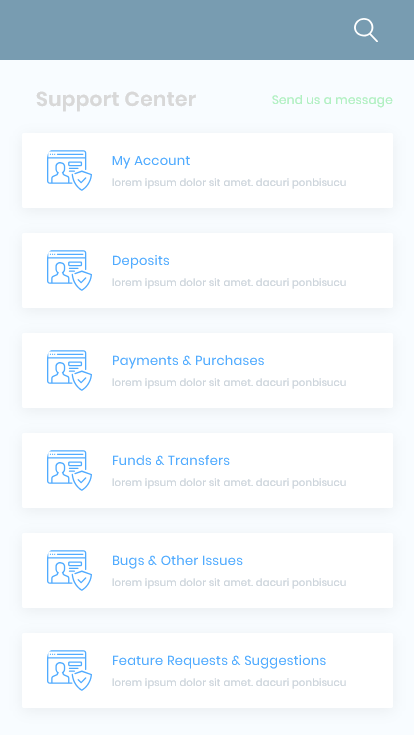 Support Center
Send us a message
My Account
lorem ipsum dolor sit amet. dacuri ponbisucu
Deposits
lorem ipsum dolor sit amet. dacuri ponbisucu
Payments & Purchases
lorem ipsum dolor sit amet. dacuri ponbisucu
Funds & Transfers
lorem ipsum dolor sit amet. dacuri ponbisucu
Bugs & Other Issues
lorem ipsum dolor sit amet. dacuri ponbisucu
Feature Requests & Suggestions
lorem ipsum dolor sit amet. dacuri ponbisucu